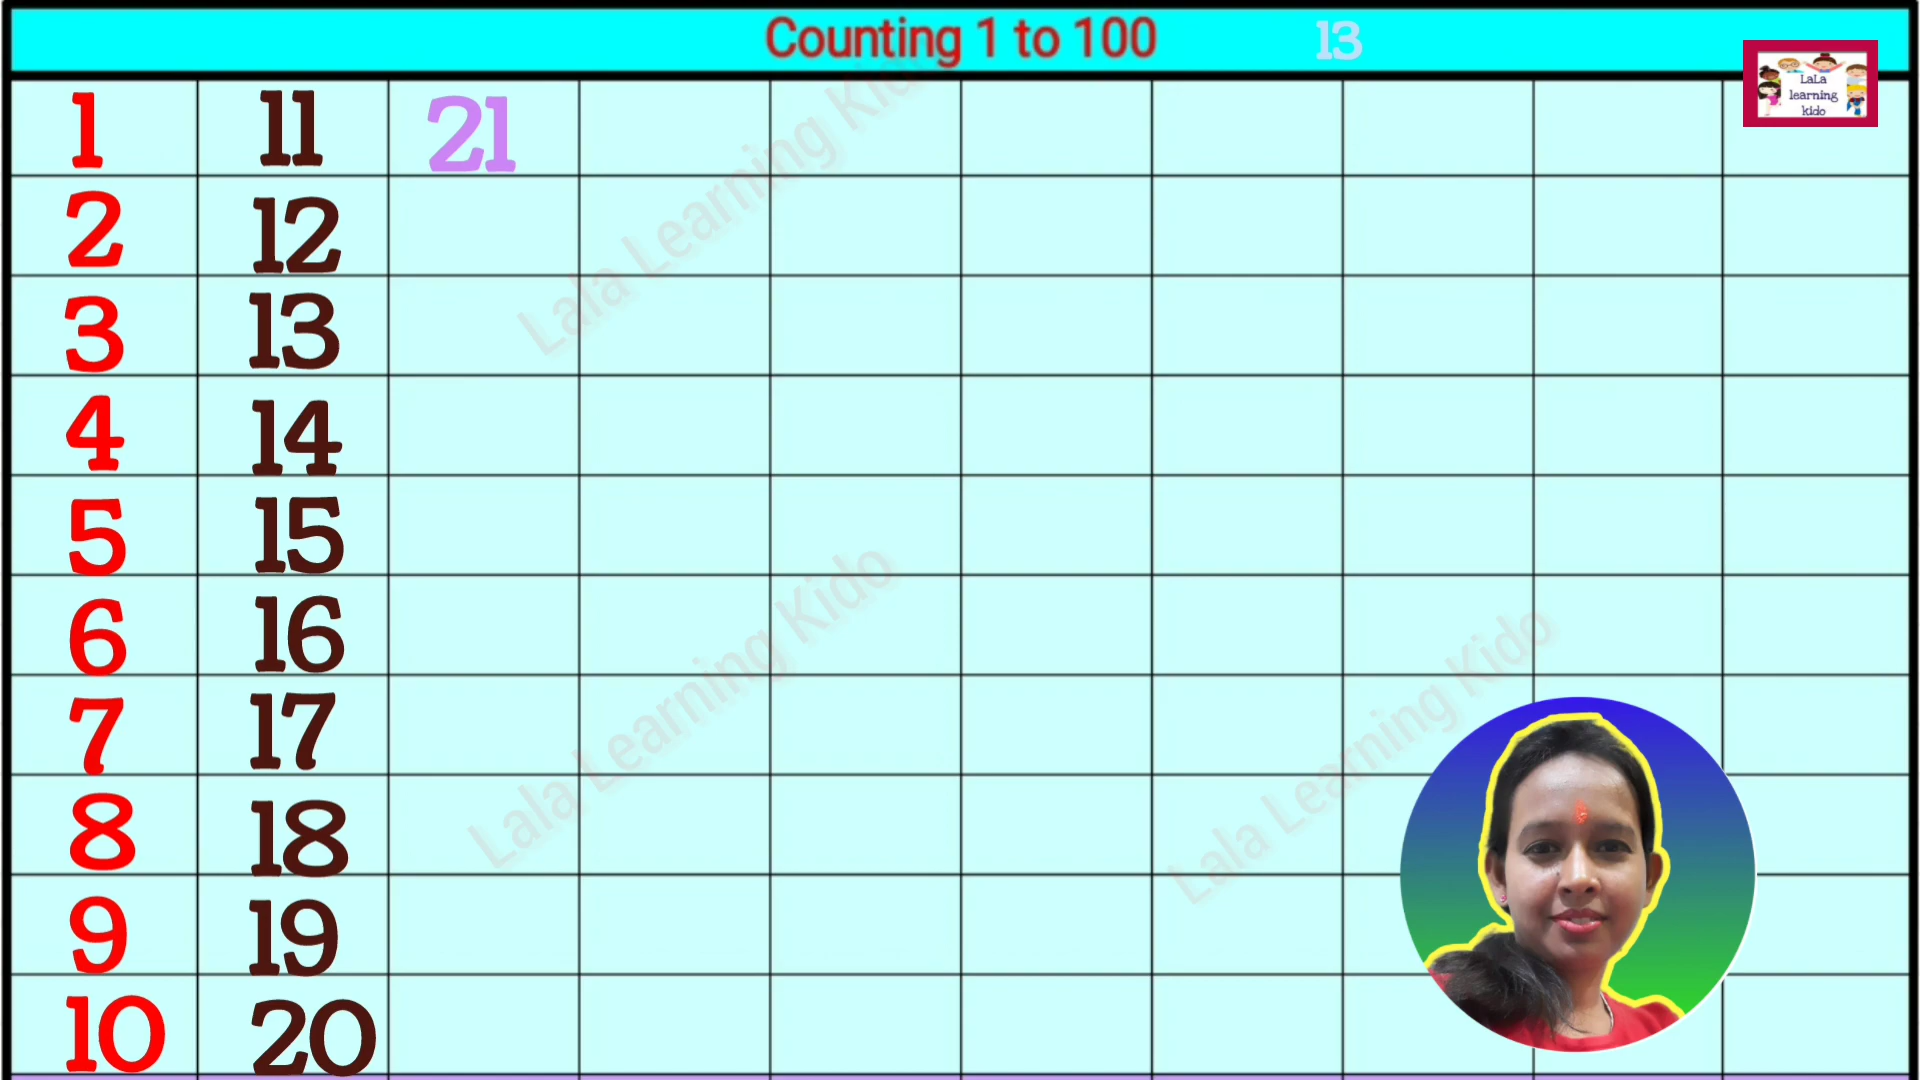 Counting 1 to 100 13
LaLa
learning
kido
1 11 21
2 12
3 13
4 14
5 15
6 16
7 17
8 18
9 19
10 20
Lala Learning Kido
Lala Learning Kido
Lala Learning Kido